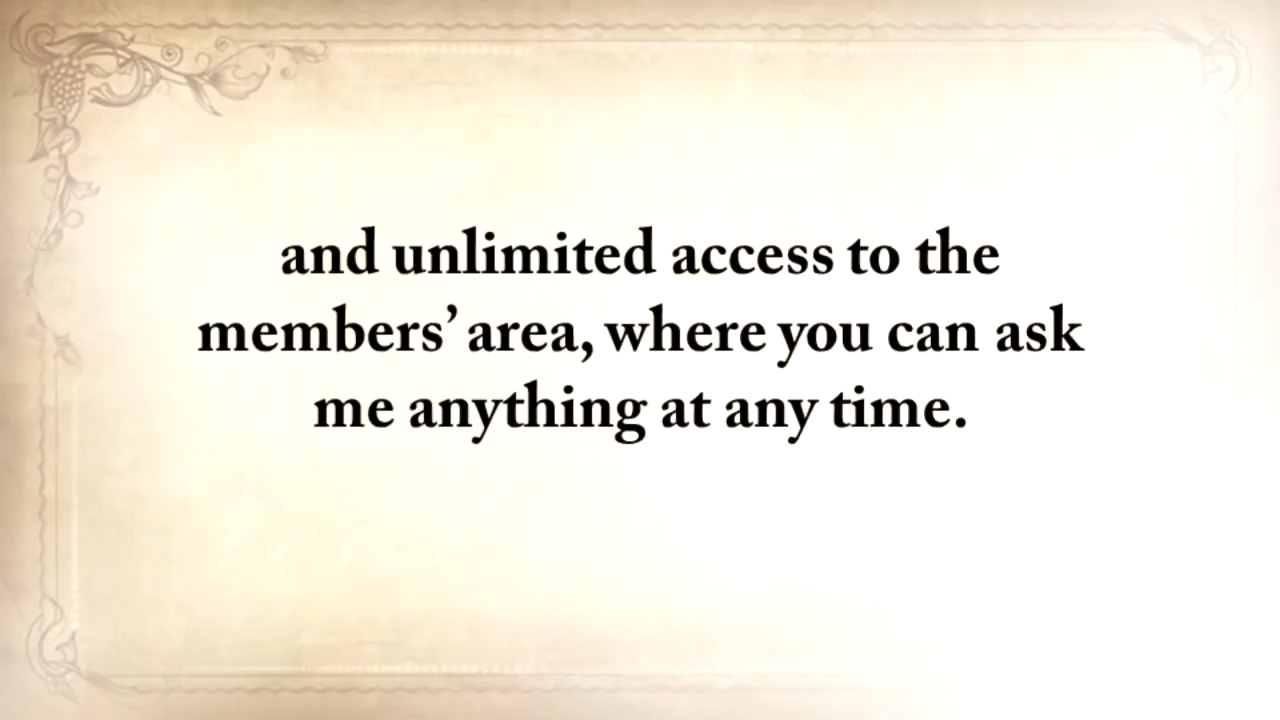 and unlimited access to the
members’ area, where you can ask
me anything at any time.